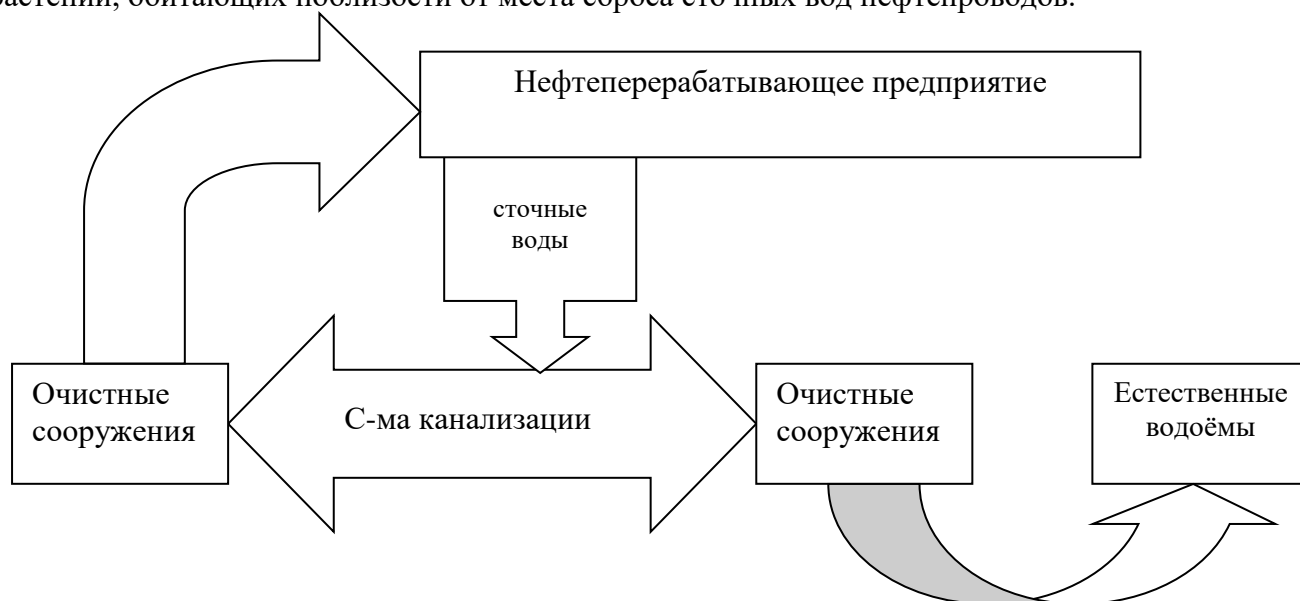 обитающих поблизости от места сброса сточных вод нефтепроводов.
Нефтеперерабатывающее предприятие
сточные
воды
Очистные
сооружения
С-ма канализации
Очистные
сооружения
Естественные
водоёмы